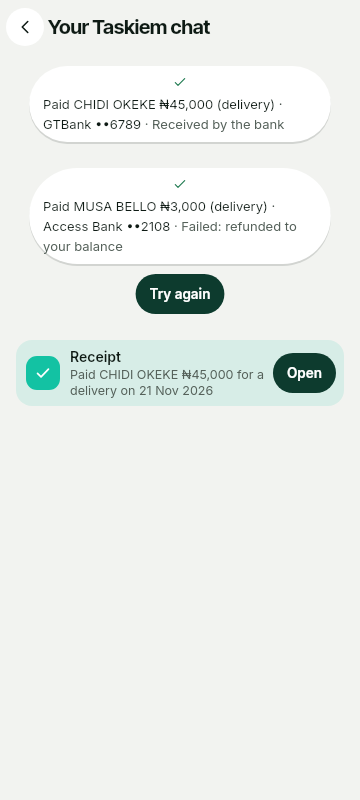 Your Taskiem chat
Paid CHIDI OKEKE ₦45,000 (delivery) ·
GTBank ••6789 · Received by the bank
Paid MUSA BELLO ₦3,000 (delivery) ·
Access Bank ••2108 · Failed: refunded to
your balance
Try again
Receipt
Paid CHIDI OKEKE ₦45,000 for a
delivery on 21 Nov 2026
Open